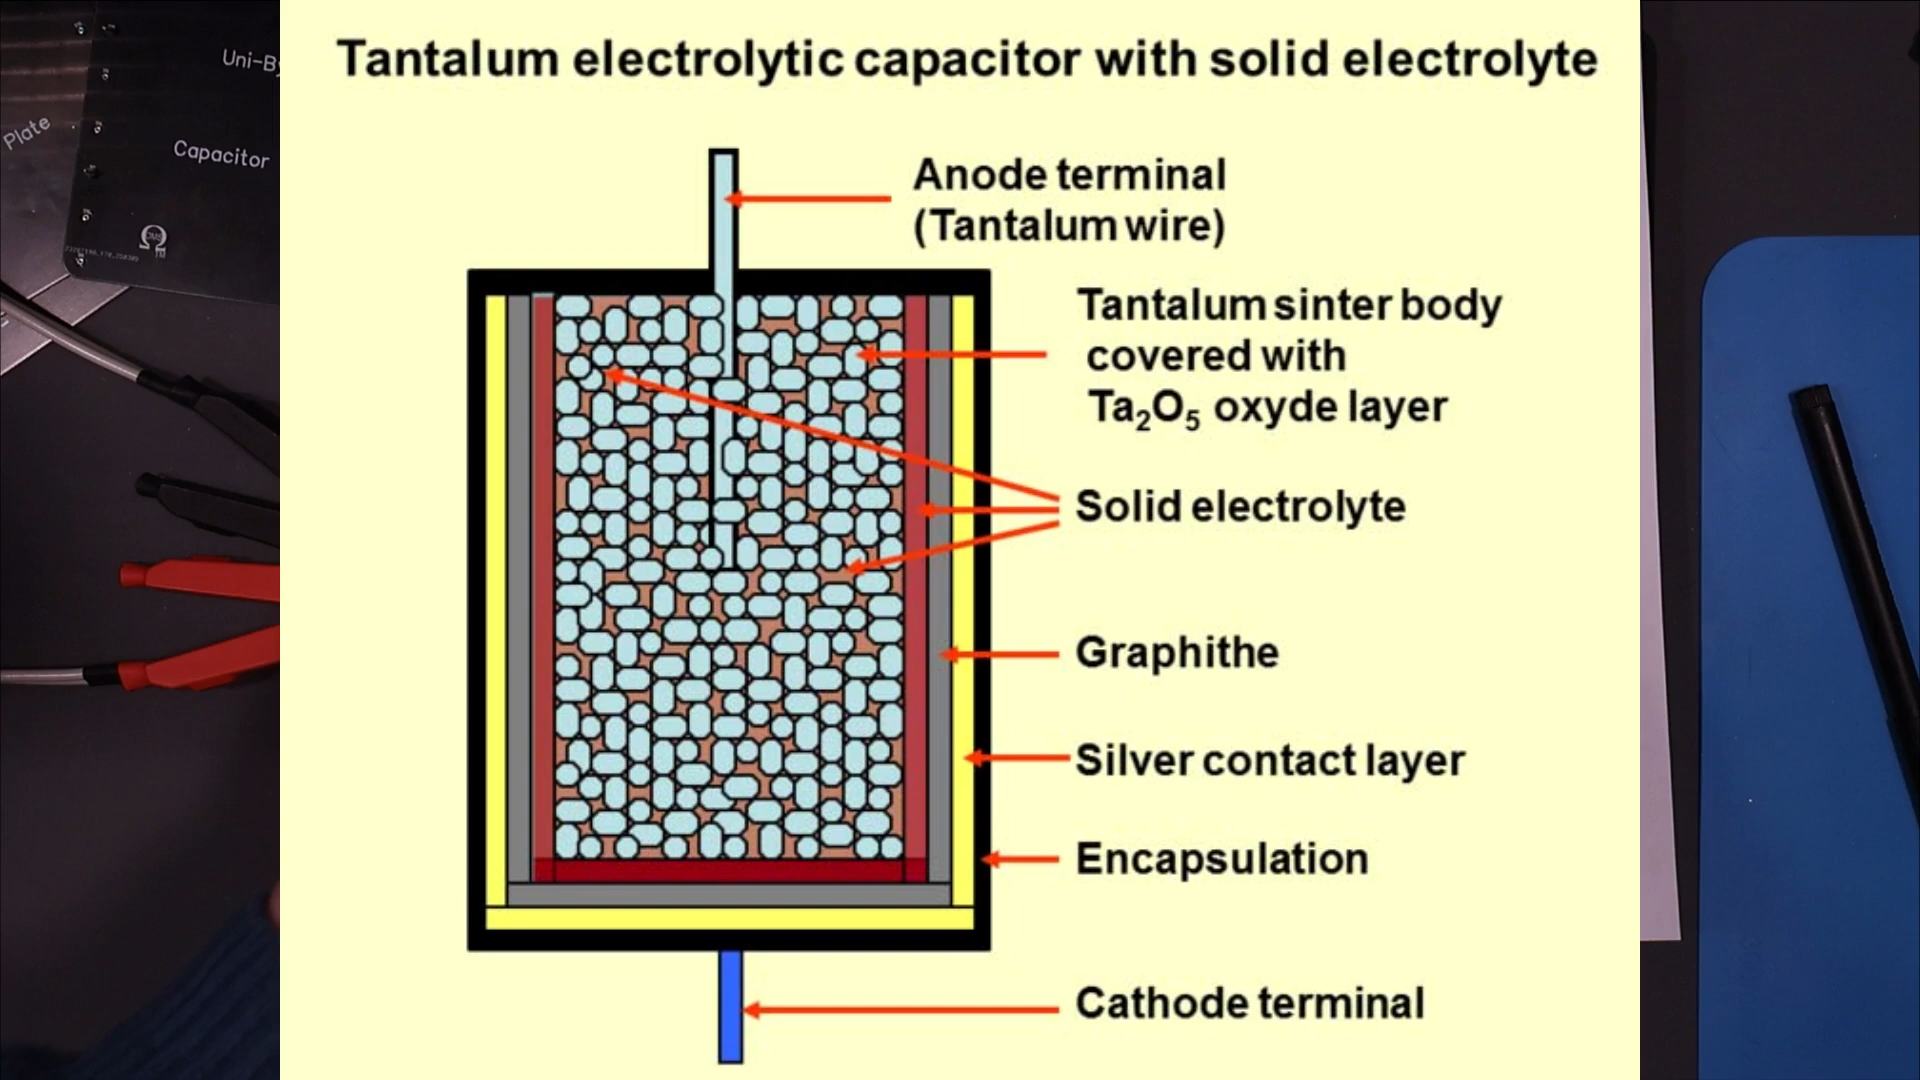 Tantalum electrolytic capacitor with solid electrolyte
Uni-B
Plate
Capacitor
Anode terminal
(Tantalum wire)
Tantalum sinter body
covered with
Ta₂O₅ oxyde layer
Solid electrolyte
Graphithe
Silver contact layer
Encapsulation
Cathode terminal